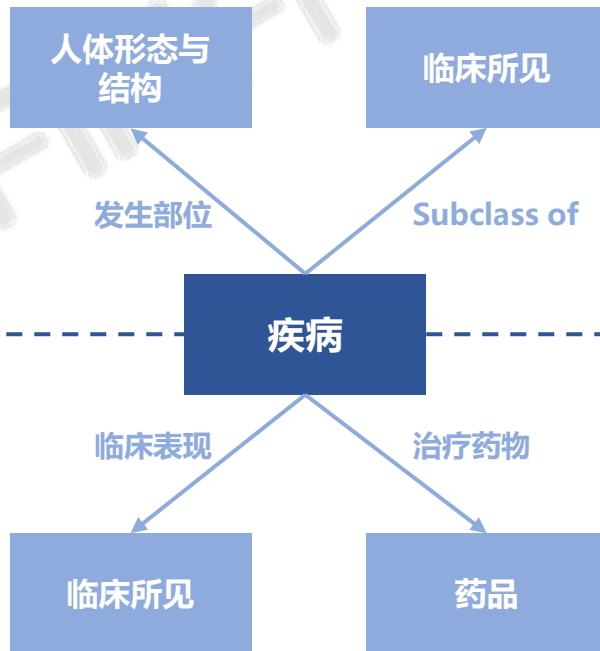 人体形态与
结构
临床所见
发生部位
Subclass of
疾病
临床表现
治疗药物
临床所见
药品